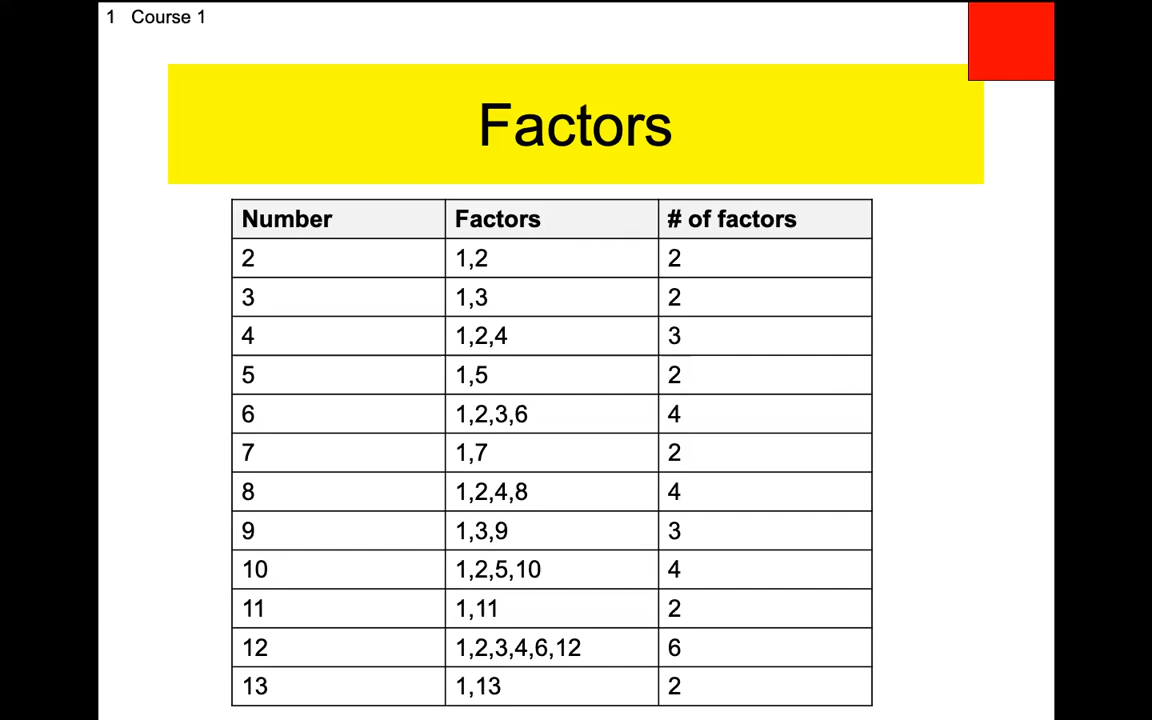 1 Course 1
Factors
Number Factors # of factors
2 1,2 2
3 1,3 2
4 1,2,4 3
5 1,5 2
6 1,2,3,6 4
7 1,7 2
8 1,2,4,8 4
9 1,3,9 3
10 1,2,5,10 4
11 1,11 2
12 1,2,3,4,6,12 6
13 1,13 2